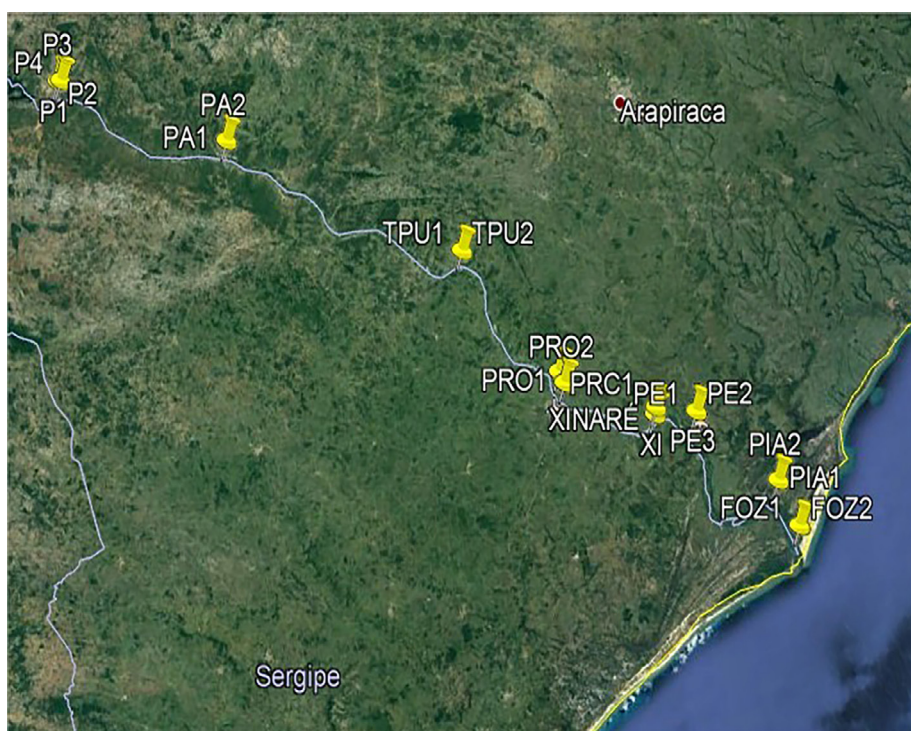 P3
P4
P2
P1
PA2
PA1
Arapiraca
TPU1 TPU2
PRO2
PRO1 PRC1
PE1 PE2
XINARÉ
XI PE3
PIA2
PIA1
FOZ1 FOZ2
Sergipe